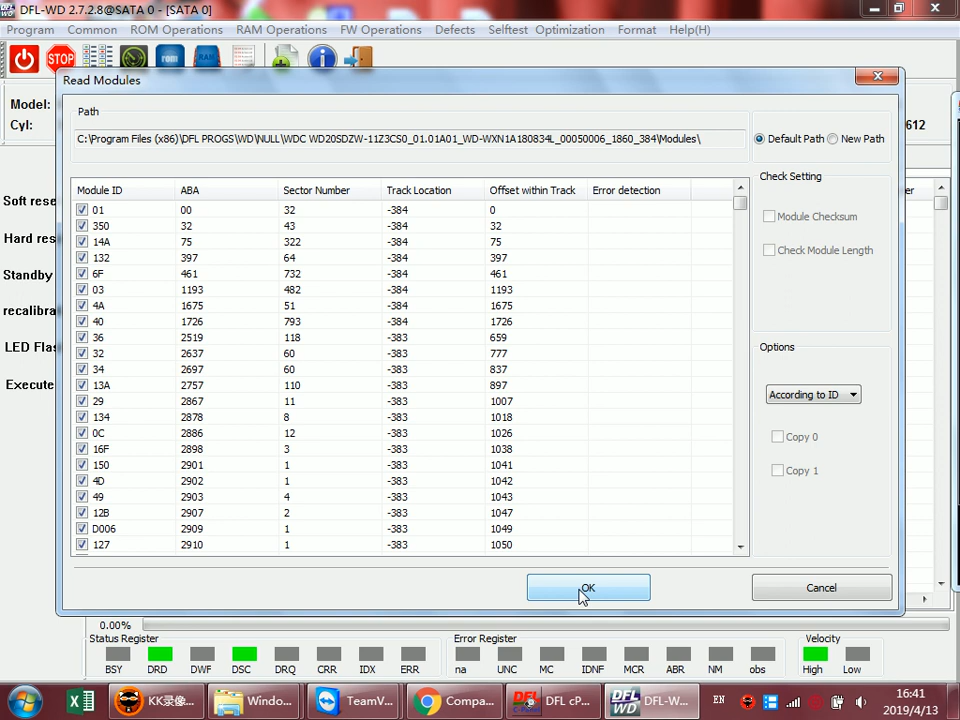 DFL-WD 2.7.2.8@SATA 0 - [SATA 0]
Program Common ROM Operations RAM Operations FW Operations Defects Selftest Optimization Format Help(H)
STOP rom RAM
Read Modules
Model:
Cyl:
612
Path
C:\Program Files (x86)\DFL PROGS\WD\NULL\WDC WD20SDZW-11Z3CS0_01.01A01_WD-WXN1A180834L_00050006_1860_384\Modules\
Default Path New Path
Module ID ABA Sector Number Track Location Offset within Track Error detection
01 00 32 -384 0
350 32 43 -384 32
14A 75 322 -384 75
132 397 64 -384 397
6F 461 732 -384 461
03 1193 482 -384 1193
4A 1675 51 -384 1675
40 1726 793 -384 1726
36 2519 118 -383 659
32 2637 60 -383 777
34 2697 60 -383 837
13A 2757 110 -383 897
29 2867 11 -383 1007
134 2878 8 -383 1018
0C 2886 12 -383 1026
16F 2898 3 -383 1038
150 2901 1 -383 1041
4D 2902 1 -383 1042
49 2903 4 -383 1043
12B 2907 2 -383 1047
D006 2909 1 -383 1049
127 2910 1 -383 1050
Check Setting
Module Checksum
Check Module Length
Options
According to ID
Copy 0
Copy 1
Soft rese
Hard res
Standby
recalibra
LED Flas
Execute
er
OK Cancel
0.00%
Status Register Error Register Velocity
BSY DRD DWF DSC DRQ CRR IDX ERR na UNC MC IDNF MCR ABR NM obs High Low
KK录像... Windo... TeamV... Compa... DFL cP... DFL-W...
EN
16:41
2019/4/13